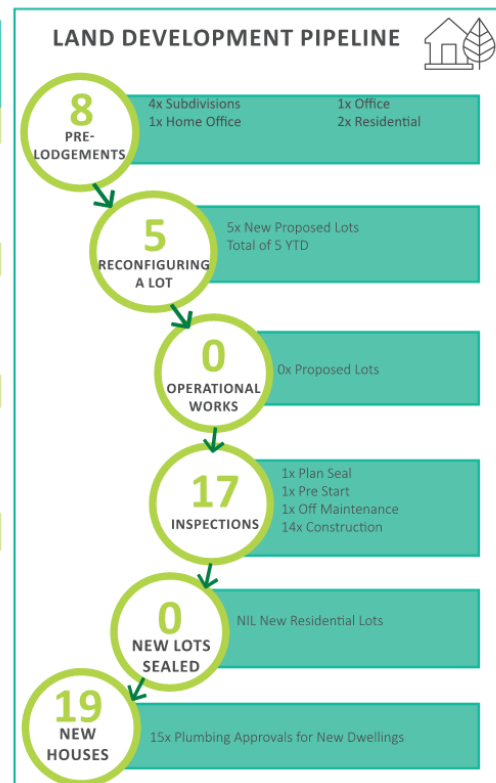 LAND DEVELOPMENT PIPELINE
8
PRE-
LODGEMENTS
4x Subdivisions 1x Office
1x Home Office 2x Residential
5
RECONFIGURING
A LOT
5x New Proposed Lots
Total of 5 YTD
0
OPERATIONAL
WORKS
0x Proposed Lots
17
INSPECTIONS
1x Plan Seal
1x Pre Start
1x Off Maintenance
14x Construction
0
NEW LOTS
SEALED
NIL New Residential Lots
19
NEW
HOUSES
15x Plumbing Approvals for New Dwellings